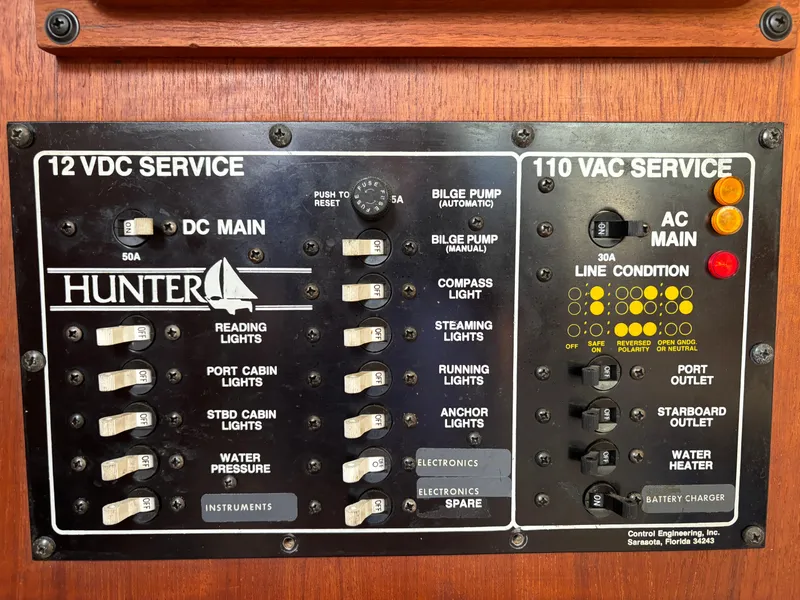 12 VDC SERVICE
PUSH TO
RESET
FUSE FUSE FUSE
5A
BILGE PUMP
(AUTOMATIC)
ON
DC MAIN
50A
OFF
BILGE PUMP
(MANUAL)
HUNTER
OFF
COMPASS
LIGHT
OFF
READING
LIGHTS
OFF
STEAMING
LIGHTS
OFF
PORT CABIN
LIGHTS
OFF
RUNNING
LIGHTS
OFF
STBD CABIN
LIGHTS
OFF
ANCHOR
LIGHTS
OFF
WATER
PRESSURE
ELECTRONICS
OFF
INSTRUMENTS
OFF
ELECTRONICS
SPARE
110 VAC SERVICE
ON
AC
MAIN
30A
LINE CONDITION
OFF
SAFE
ON
REVERSED
POLARITY
OPEN GNDG.
OR NEUTRAL
OFF
PORT
OUTLET
OFF
STARBOARD
OUTLET
OFF
WATER
HEATER
ON
BATTERY CHARGER
Control Engineering, Inc.
Sarasota, Florida 34243